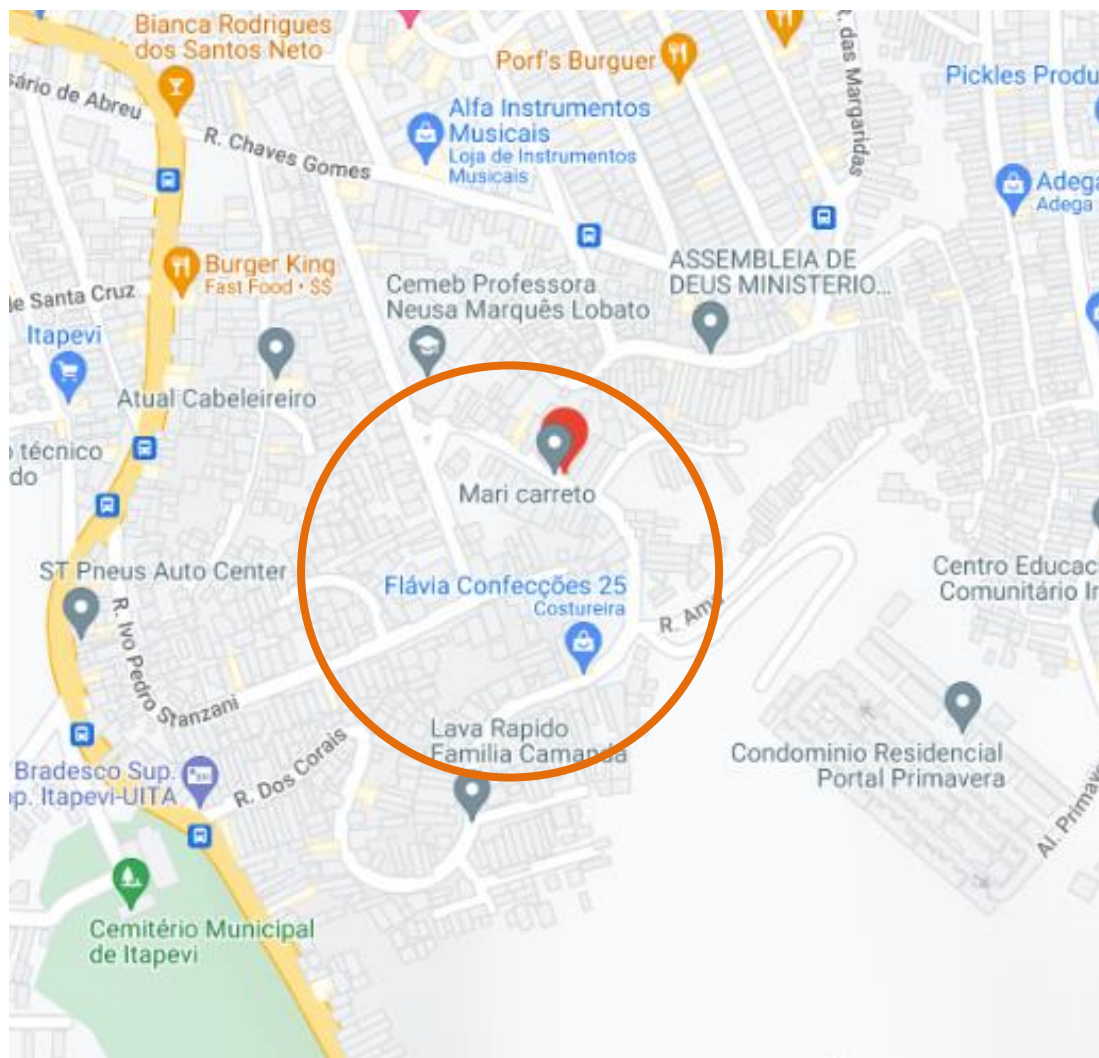 Bianca Rodrigues
dos Santos Neto
Porf's Burguer
das Margaridas
Pickles Produ
sário de Abreu
R. Chaves Gomes
Alfa Instrumentos
Musicais
Loja de Instrumentos
Musicais
Adega
Adega
ASSEMBLEIA DE
DEUS MINISTERIO...
Burger King
Fast Food • $$
Cemeb Professora
Neusa Marquês Lobato
e Santa Cruz
Itapevi
Atual Cabeleireiro
técnico
do
Mari carreto
ST Pneus Auto Center
Flávia Confecções 25
Costureira
Centro Educac
Comunitário Ir
R. Ama
R. Ivo Pedro Stanzani
Lava Rapido
Familia Camanda
Condominio Residencial
Portal Primavera
R. Dos Corais
Bradesco Sup.
p. Itapevi-UITA
Al. Primave
Cemitério Municipal
de Itapevi